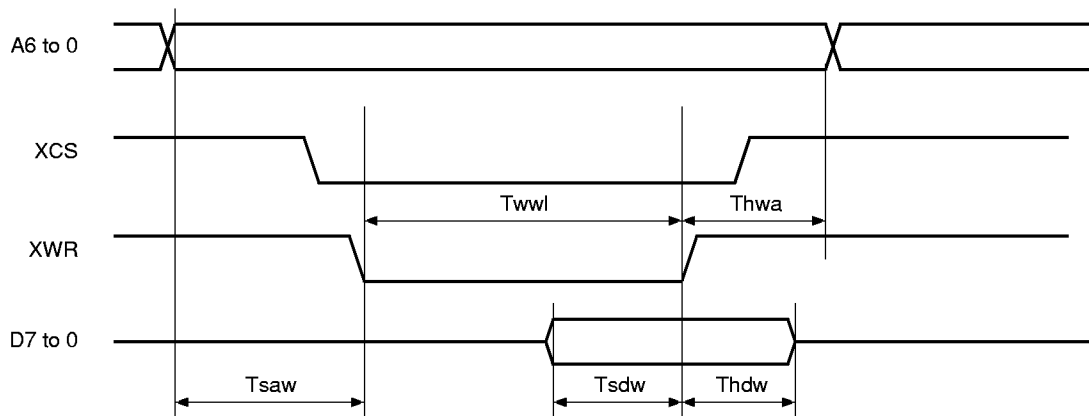 A6 to 0
XCS
Twwl
Thwa
XWR
D7 to 0
Tsaw
Tsdw
Thdw